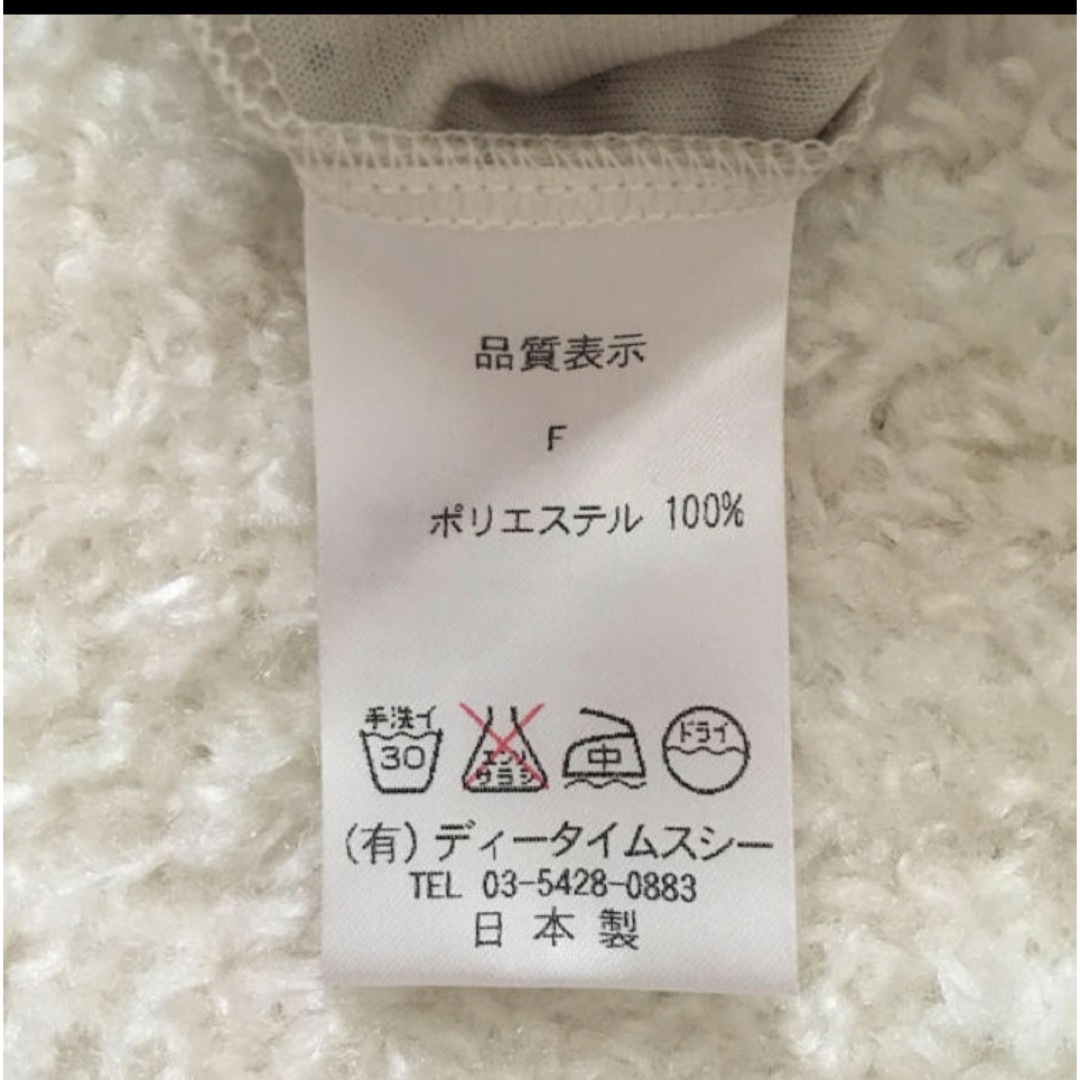 品質表示
F
ポリエステル 100%
手洗イ 30 エンソ サラシ 中 ドライ
(有)ディータイムスシー
TEL 03-5428-0883
日本製